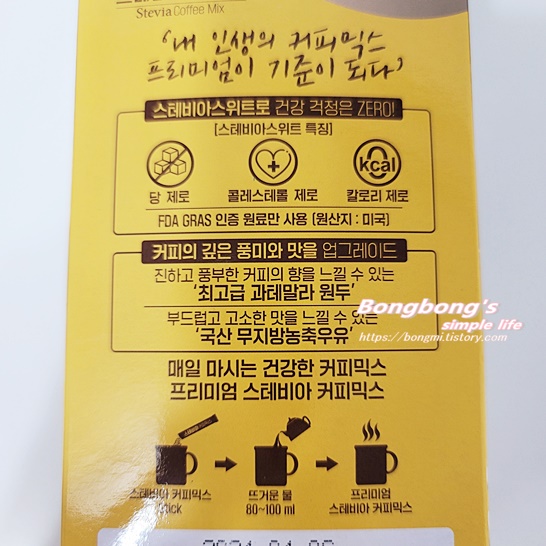 Stevia Coffee Mix
'내 인생의 커피믹스
프리미엄이 기준이 되다'
스테비아스위트로 건강 걱정은 ZERO!
[스테비아스위트 특징]
kcal
당 제로 콜레스테롤 제로 칼로리 제로
FDA GRAS 인증 원료만 사용 (원산지 : 미국)
커피의 깊은 풍미와 맛을 업그레이드
진하고 풍부한 커피의 향을 느낄 수 있는
'최고급 과테말라 원두'
Bongbong's
simple life
https://bongmi.tistory.com
부드럽고 고소한 맛을 느낄 수 있는
'국산 무지방농축우유'
매일 마시는 건강한 커피믹스
프리미엄 스테비아 커피믹스
스테비아 커피믹스 뜨거운 물 프리미엄
Stick 80~100 ml 스테비아 커피믹스